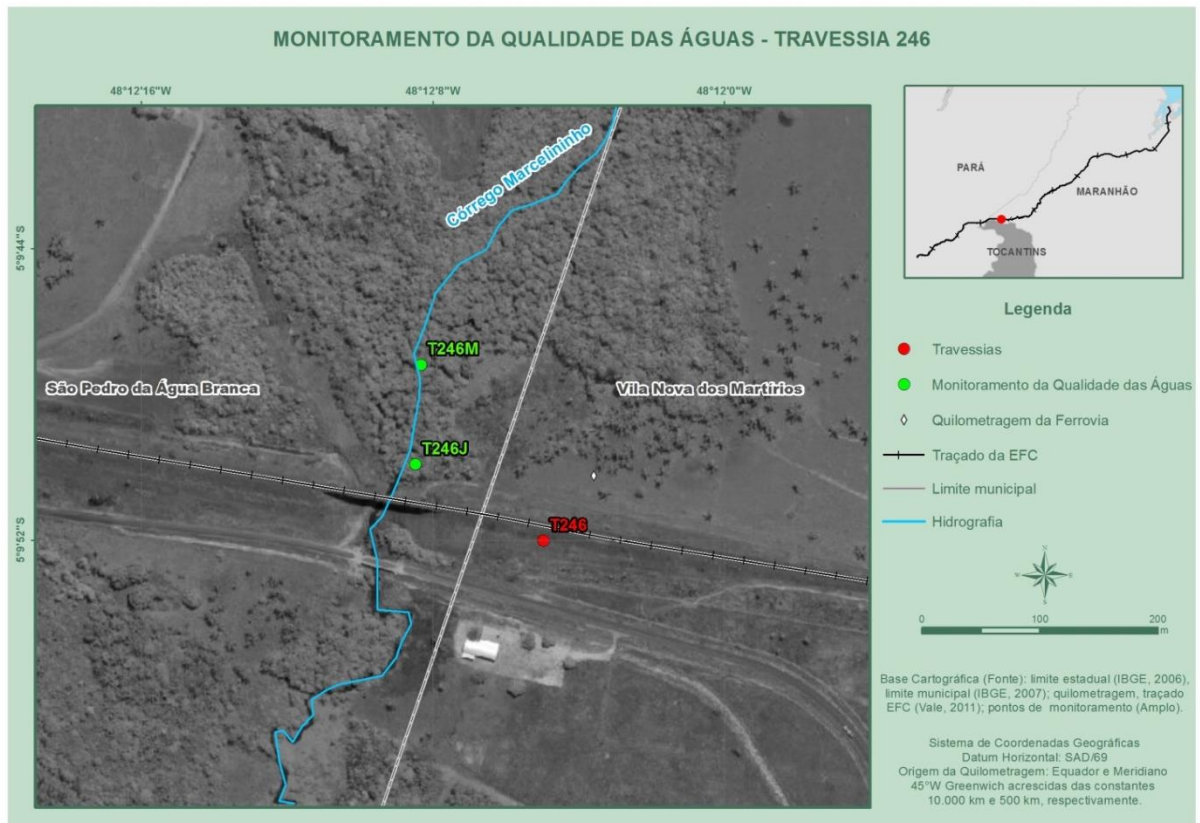 MONITORAMENTO DA QUALIDADE DAS ÁGUAS - TRAVESSIA 246
48°12'16"W
48°12'8"W
48°12'0"W
5°9'44"S
5°9'52"S
Córrego Marcelininho
T246M
São Pedro da Água Branca
Vila Nova dos Martírios
T246J
T246
PARÁ
MARANHÃO
TOCANTINS
Legenda
Travessias
Monitoramento da Qualidade das Águas
Quilometragem da Ferrovia
Traçado da EFC
Limite municipal
Hidrografia
N
W
E
S
0 100 200
m
Base Cartográfica (Fonte): limite estadual (IBGE, 2006),
limite municipal (IBGE, 2007); quilometragem, traçado
EFC (Vale, 2011); pontos de monitoramento (Amplo).
Sistema de Coordenadas Geográficas
Datum Horizontal: SAD/69
Origem da Quilometragem: Equador e Meridiano
45°W Greenwich acrescidas das constantes
10.000 km e 500 km, respectivamente.